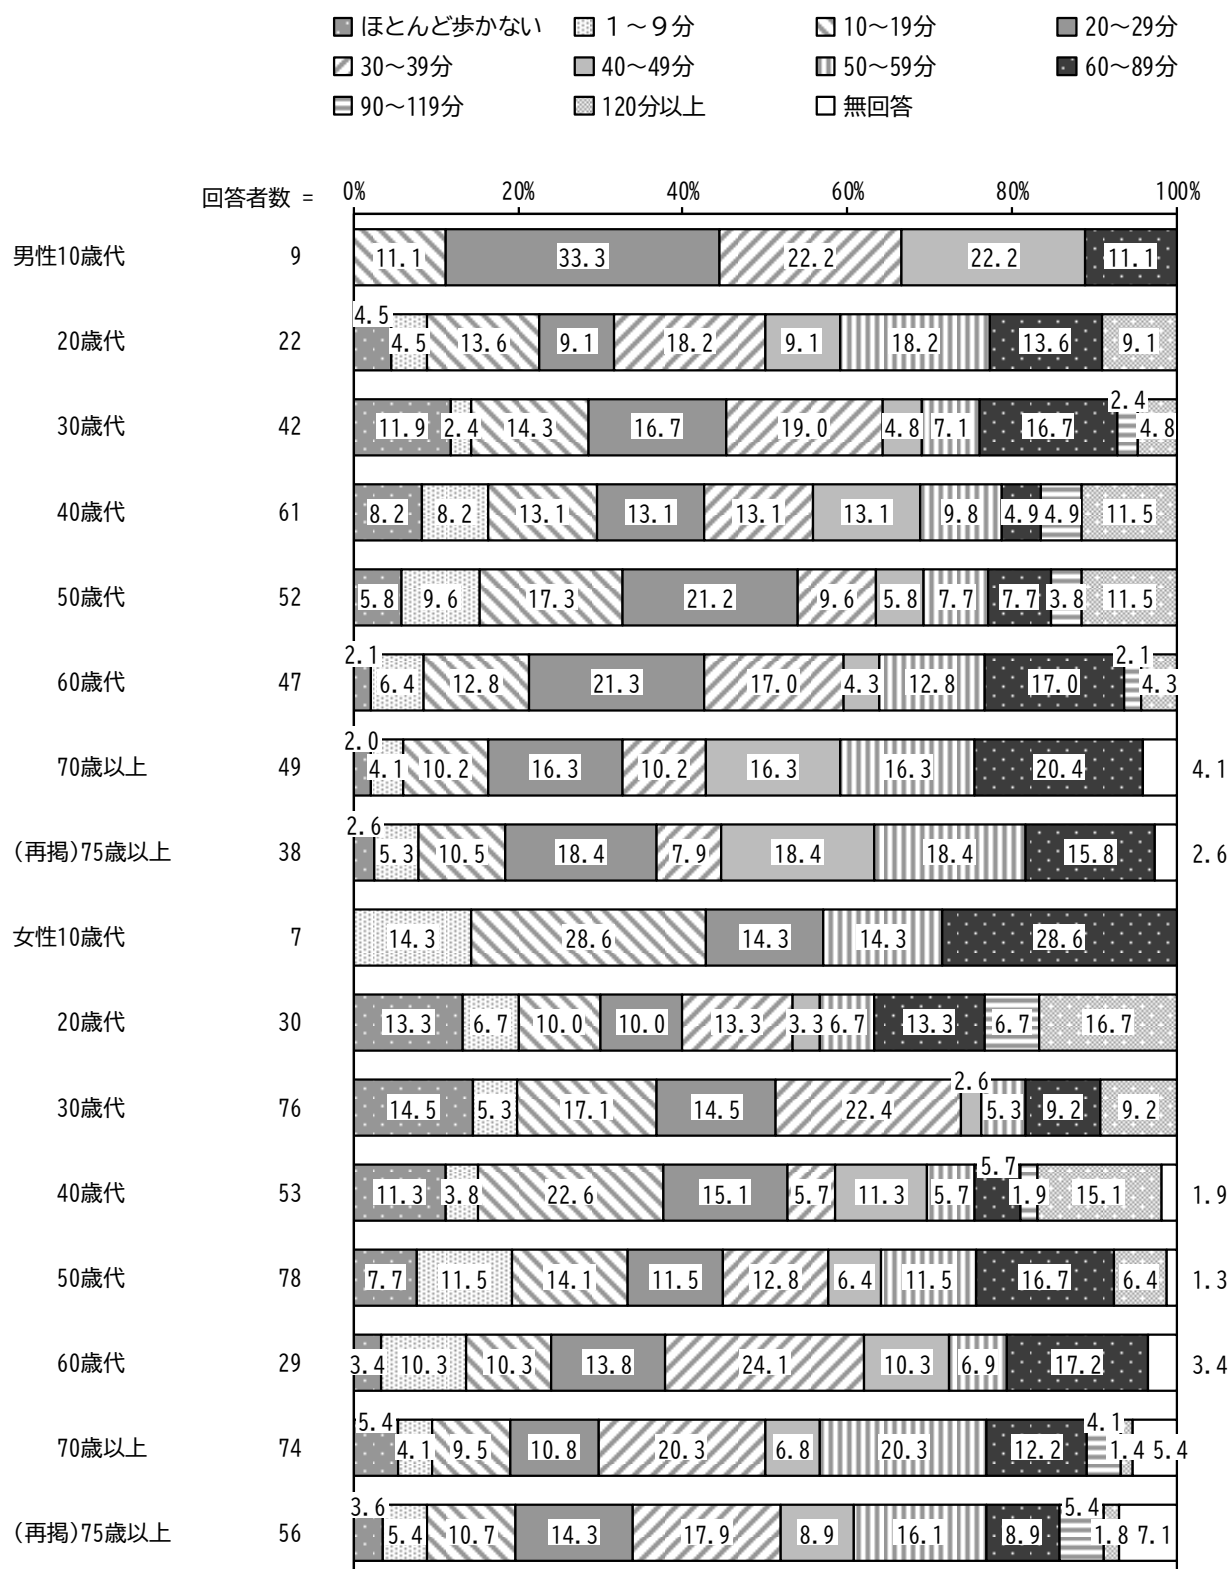 ほとんど歩かない １～９分 10～19分 20～29分
30～39分 40～49分 50～59分 60～89分
90～119分 120分以上 無回答
回答者数 = 0% 20% 40% 60% 80% 100%
男性10歳代 9 11.1 33.3 22.2 22.2 11.1
20歳代 22 4.5 4.5 13.6 9.1 18.2 9.1 18.2 13.6 9.1
30歳代 42 11.9 2.4 14.3 16.7 19.0 4.8 7.1 16.7 2.4 4.8
40歳代 61 8.2 8.2 13.1 13.1 13.1 13.1 9.8 4.9 4.9 11.5
50歳代 52 5.8 9.6 17.3 21.2 9.6 5.8 7.7 7.7 3.8 11.5
60歳代 47 2.1 6.4 12.8 21.3 17.0 4.3 12.8 17.0 2.1 4.3
70歳以上 49 2.0 4.1 10.2 16.3 10.2 16.3 16.3 20.4 4.1
(再掲)75歳以上 38 2.6 5.3 10.5 18.4 7.9 18.4 18.4 15.8 2.6
女性10歳代 7 14.3 28.6 14.3 14.3 28.6
20歳代 30 13.3 6.7 10.0 10.0 13.3 3.3 6.7 13.3 6.7 16.7
30歳代 76 14.5 5.3 17.1 14.5 22.4 2.6 5.3 9.2 9.2
40歳代 53 11.3 3.8 22.6 15.1 5.7 11.3 5.7 5.7 1.9 15.1 1.9
50歳代 78 7.7 11.5 14.1 11.5 12.8 6.4 11.5 16.7 6.4 1.3
60歳代 29 3.4 10.3 10.3 13.8 24.1 10.3 6.9 17.2 3.4
70歳以上 74 5.4 4.1 9.5 10.8 20.3 6.8 20.3 12.2 4.1 1.4 5.4
(再掲)75歳以上 56 3.6 5.4 10.7 14.3 17.9 8.9 16.1 8.9 5.4 1.8 7.1